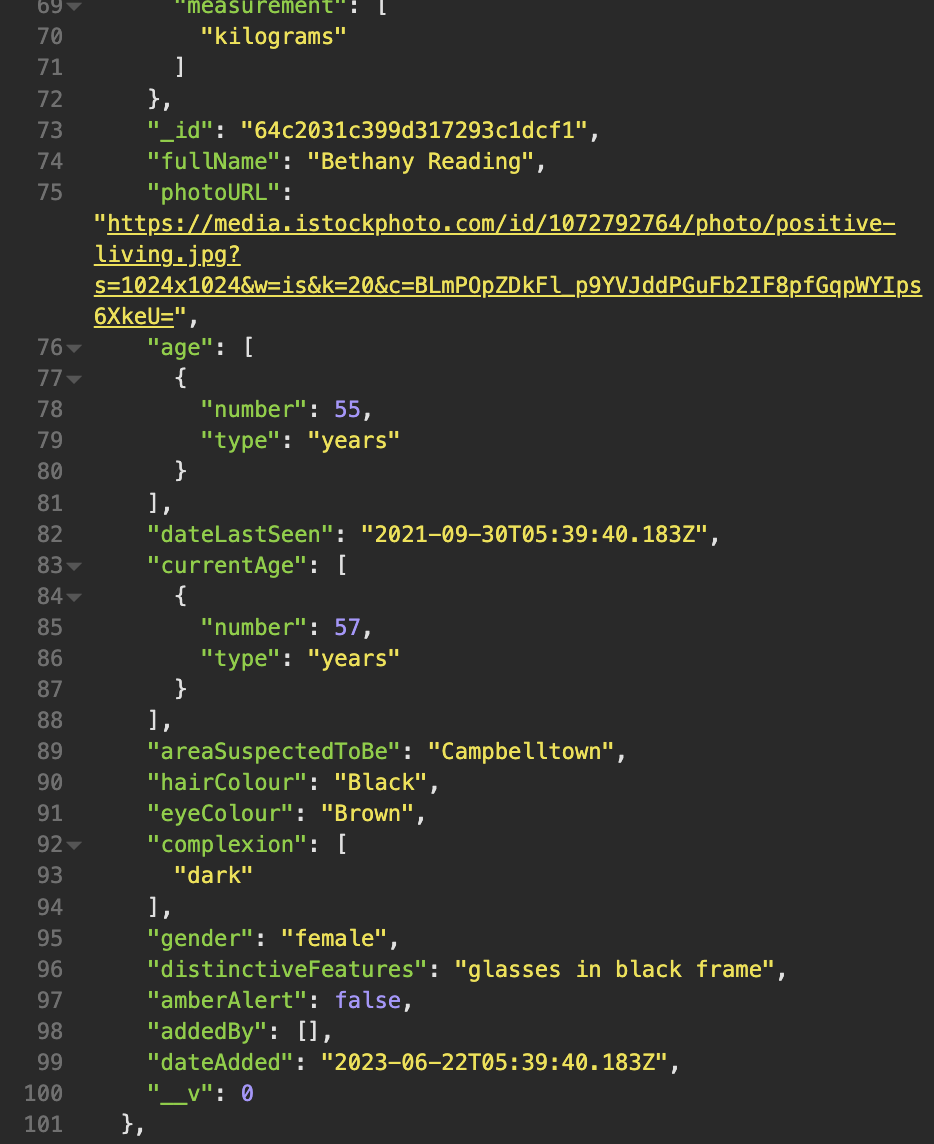 69 "measurement": [
70 "kilograms"
71 ]
72 },
73 "_id": "64c2031c399d317293c1dcf1",
74 "fullName": "Bethany Reading",
75 "photoURL":
"https://media.istockphoto.com/id/1072792764/photo/positive-
living.jpg?
s=1024x1024&w=is&k=20&c=BLmPOpZDkFl_p9YVJddPGuFb2IF8pfGqpWYIps
6XkeU=",
76 "age": [
77 {
78 "number": 55,
79 "type": "years"
80 }
81 ],
82 "dateLastSeen": "2021-09-30T05:39:40.183Z",
83 "currentAge": [
84 {
85 "number": 57,
86 "type": "years"
87 }
88 ],
89 "areaSuspectedToBe": "Campbelltown",
90 "hairColour": "Black",
91 "eyeColour": "Brown",
92 "complexion": [
93 "dark"
94 ],
95 "gender": "female",
96 "distinctiveFeatures": "glasses in black frame",
97 "amberAlert": false,
98 "addedBy": [],
99 "dateAdded": "2023-06-22T05:39:40.183Z",
100 "__v": 0
101 },